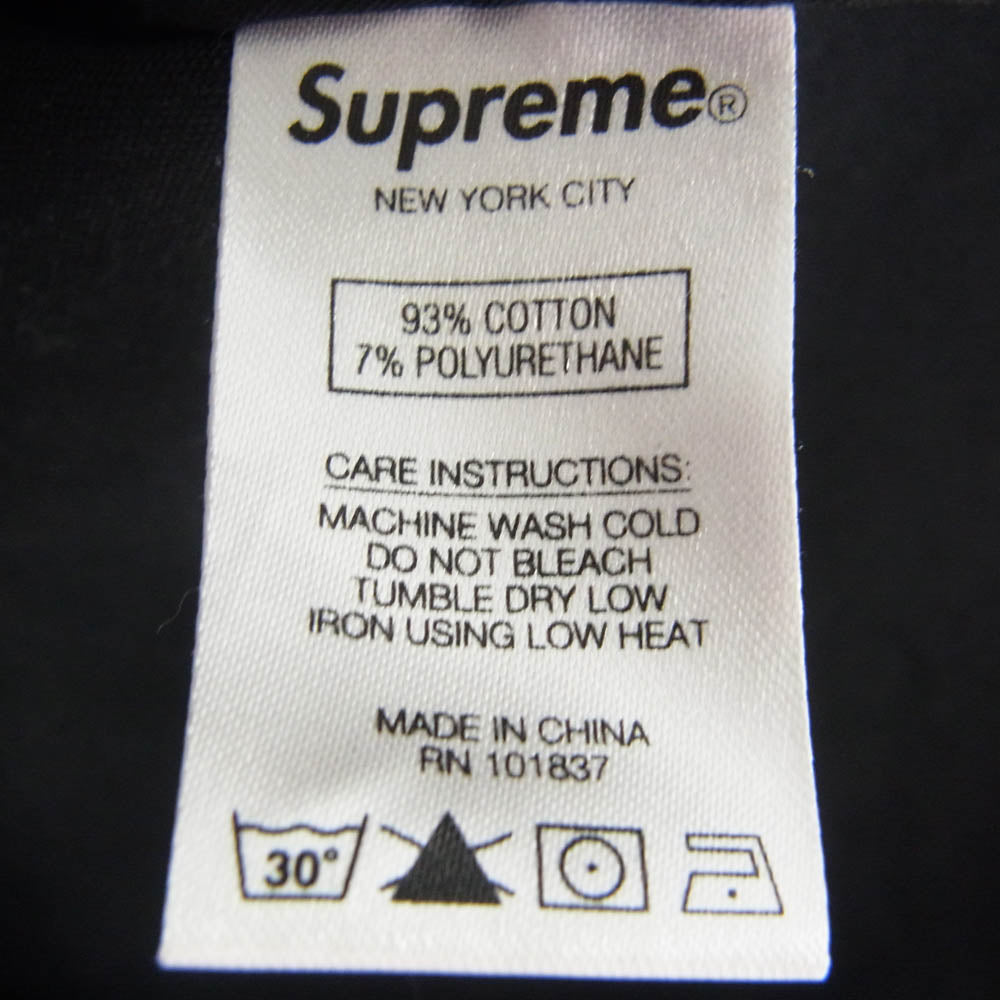 Supreme®
NEW YORK CITY
93% COTTON
7% POLYURETHANE
CARE INSTRUCTIONS:
MACHINE WASH COLD
DO NOT BLEACH
TUMBLE DRY LOW
IRON USING LOW HEAT
MADE IN CHINA
RN 101837
30°